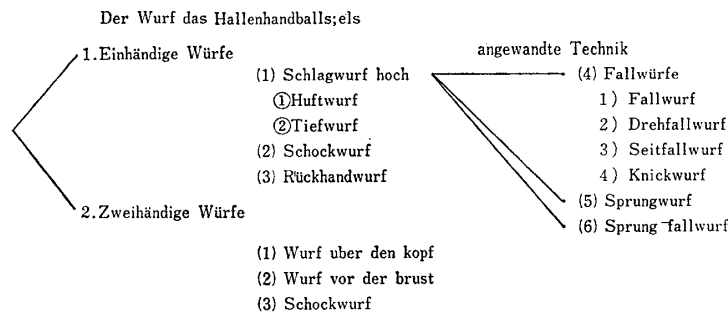 Der Wurf das Hallenhandballs;els
1.Einhändige Würfe
angewandte Technik
(1) Schlagwurf hoch
(4) Fallwürfe
①Huftwurf
1) Fallwurf
②Tiefwurf
2) Drehfallwurf
(2) Schockwurf
3) Seitfallwurf
(3) Rückhandwurf
4) Knickwurf
(5) Sprungwurf
2.Zweihändige Würfe
(6) Sprung-fallwurf
(1) Wurf uber den kopf
(2) Wurf vor der brust
(3) Schockwurf